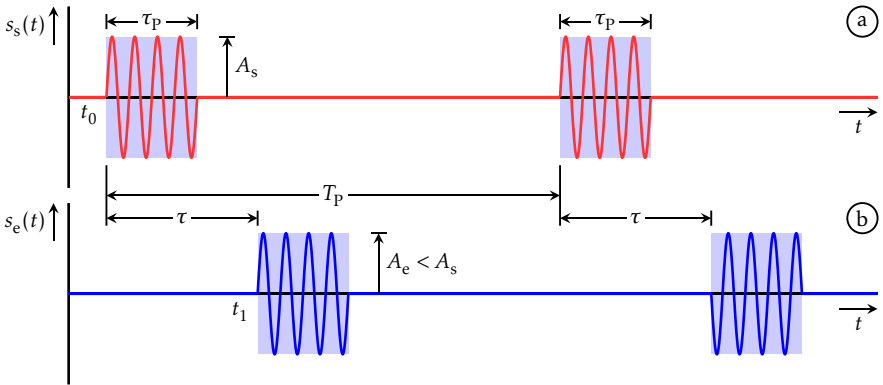 s_s(t)
τ_P
τ_P
a
A_s
t_0
t
T_P
s_e(t)
τ
τ
b
A_e < A_s
t_1
t